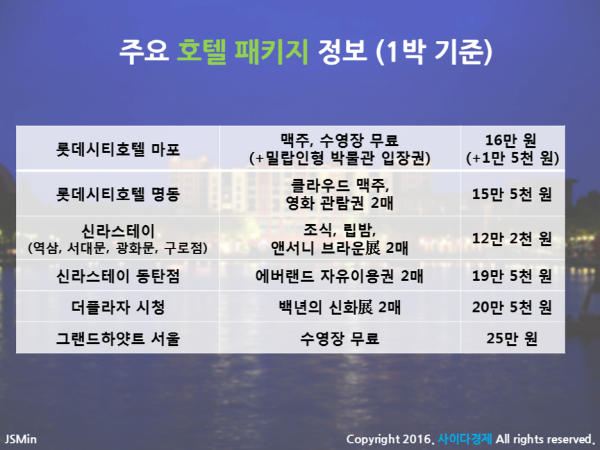 주요 호텔 패키지 정보 (1박 기준)
롯데시티호텔 마포
맥주, 수영장 무료
(+밀랍인형 박물관 입장권)
16만 원
(+1만 5천 원)
롯데시티호텔 명동
클라우드 맥주,
영화 관람권 2매
15만 5천 원
신라스테이
(역삼, 서대문, 광화문, 구로점)
조식, 립밤,
앤서니 브라운展 2매
12만 2천 원
신라스테이 동탄점
에버랜드 자유이용권 2매
19만 5천 원
더플라자 시청
백년의 신화展 2매
20만 5천 원
그랜드하얏트 서울
수영장 무료
25만 원
JSMin
Copyright 2016. 사이다경제 All rights reserved.